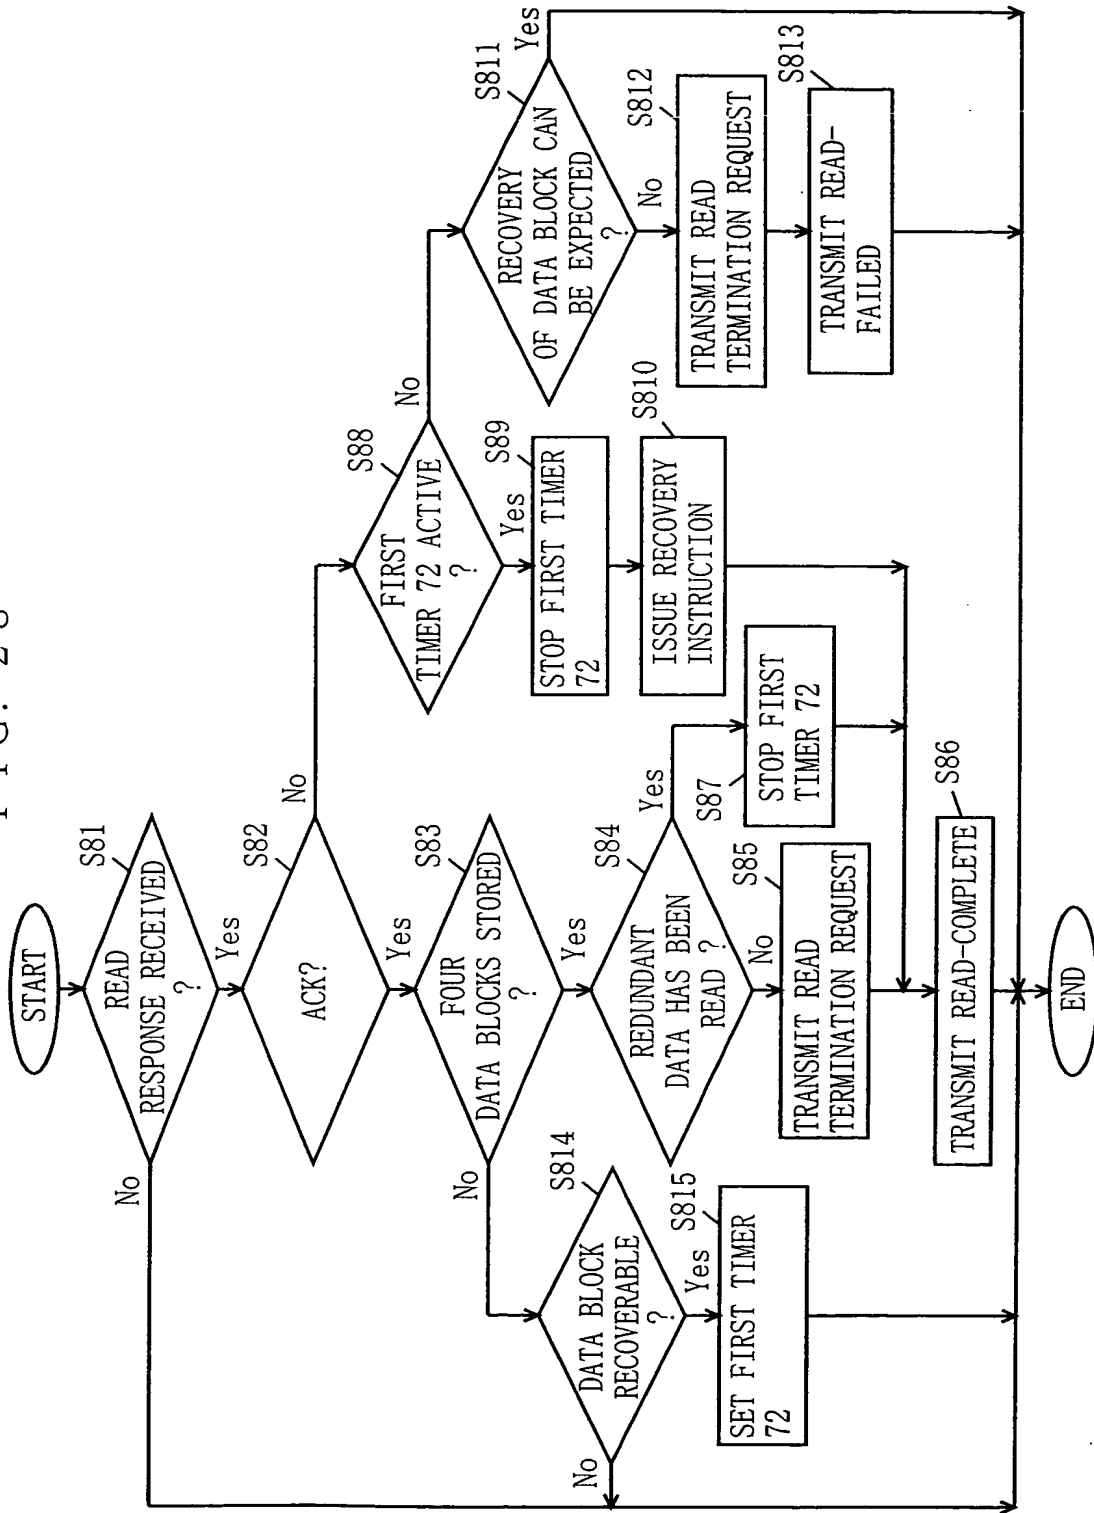 FIG.
START
S81
READ
RESPONSE RECEIVED
?
No
Yes
S82
ACK?
No
Yes
S83
FOUR
DATA BLOCKS STORED
?
No
Yes
S84
REDUNDANT
DATA HAS BEEN
READ ?
Yes
No
S85
TRANSMIT READ
TERMINATION REQUEST
S86
TRANSMIT READ-COMPLETE
END
S87
STOP FIRST
TIMER 72
S88
FIRST
TIMER 72 ACTIVE
?
No
Yes
S89
STOP FIRST TIMER
72
S810
ISSUE RECOVERY
INSTRUCTION
S811
RECOVERY
OF DATA BLOCK CAN
BE EXPECTED
?
Yes
No
S812
TRANSMIT READ
TERMINATION REQUEST
S813
TRANSMIT READ-
FAILED
S814
DATA BLOCK
RECOVERABLE
?
No
Yes
S815
SET FIRST TIMER
72